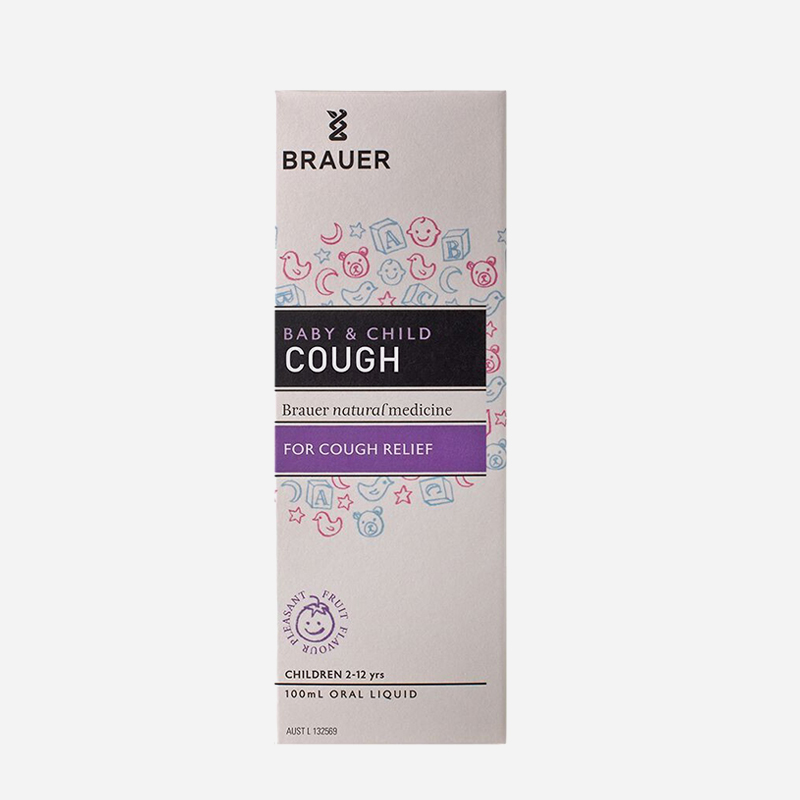 BRAUER
A
B
B
C
BABY & CHILD
COUGH
Brauer natural medicine
FOR COUGH RELIEF
A
C
PLEASANT FRUIT FLAVOUR
CHILDREN 2-12 yrs
100mL ORAL LIQUID
AUST L 132569